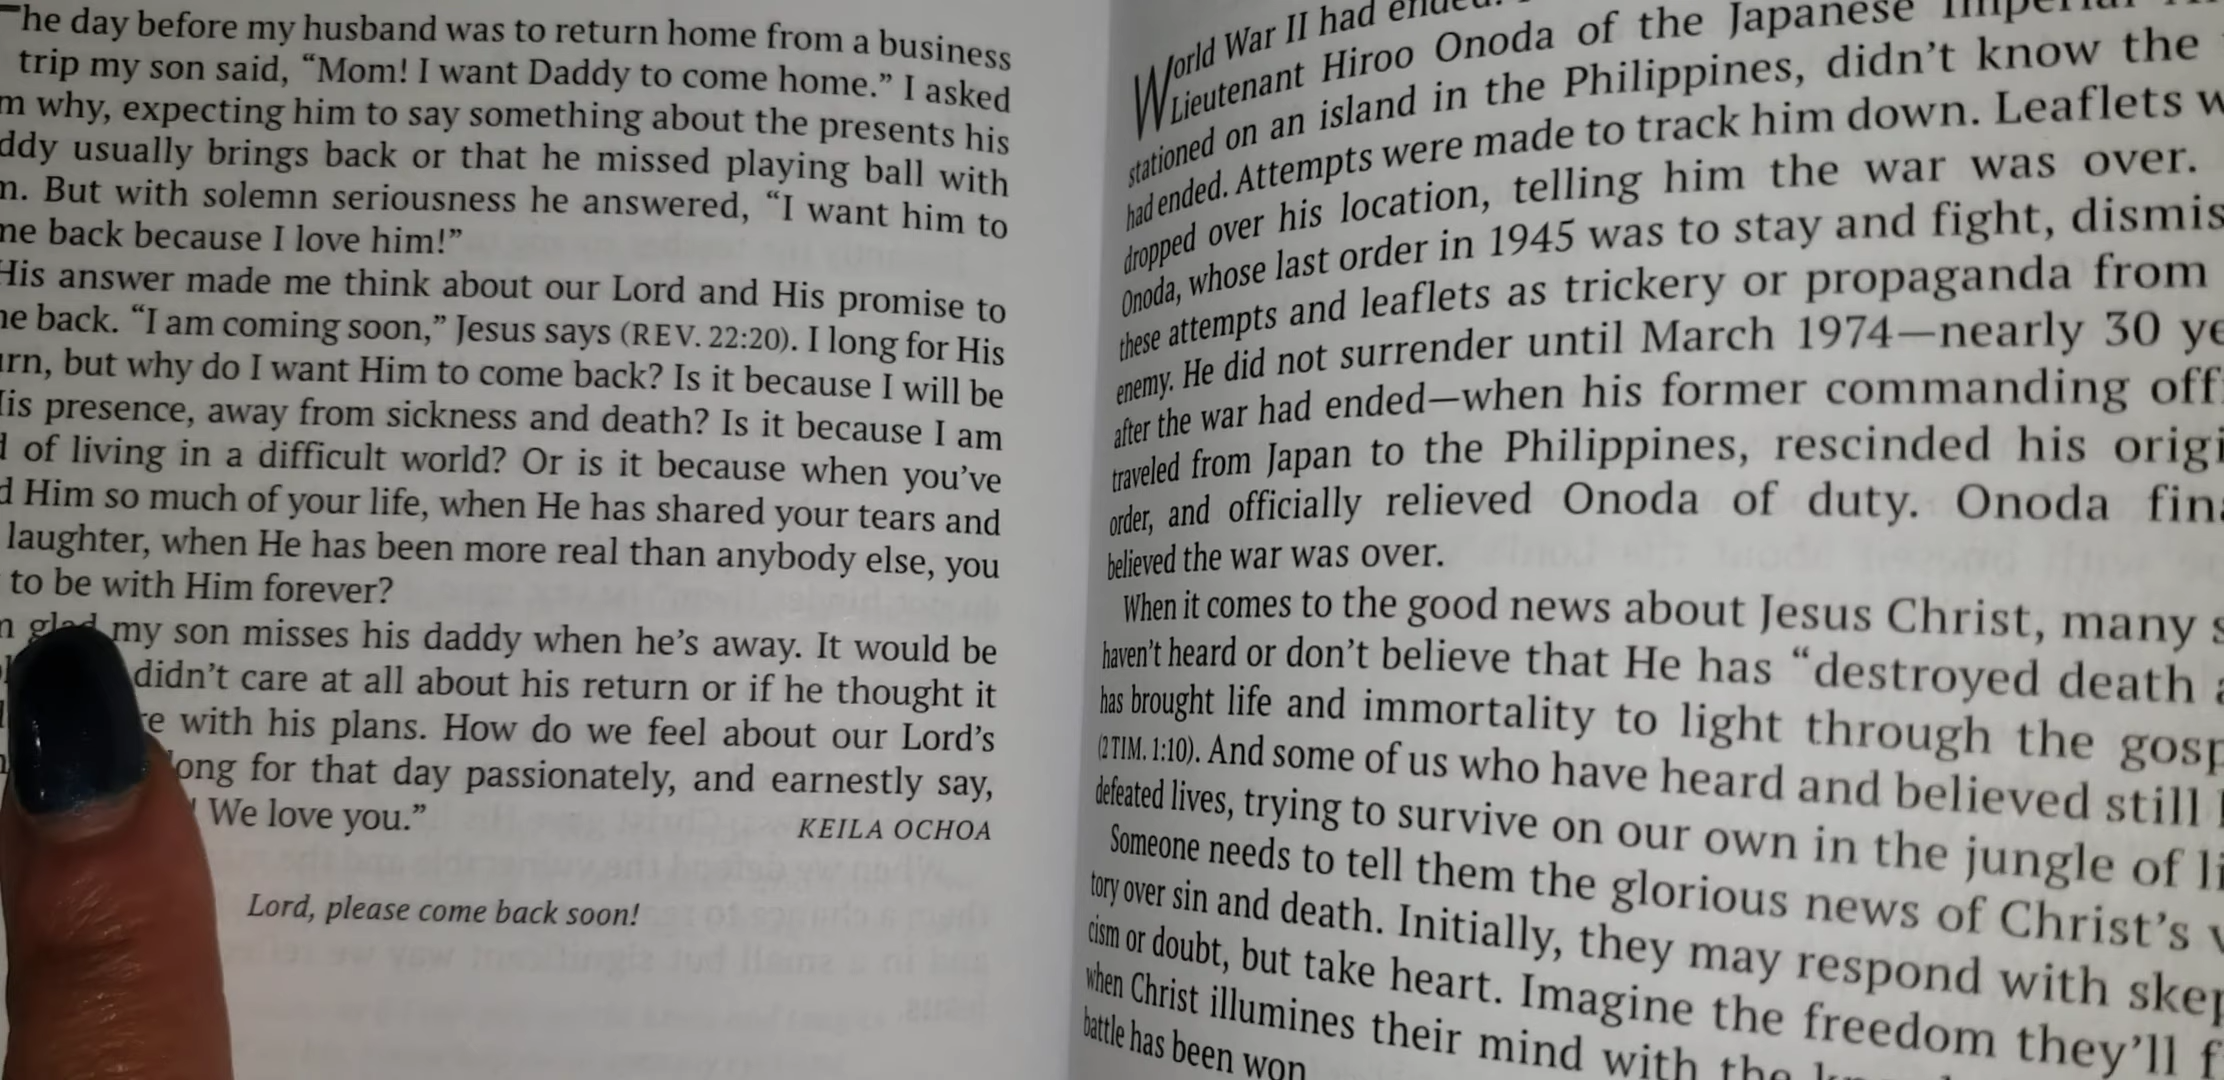 The day before my husband was to return home from a business
trip my son said, “Mom! I want Daddy to come home.” I asked
why, expecting him to say something about the presents his
usually brings back or that he missed playing ball with
But with solemn seriousness he answered, “I want him to
back because I love him!”
His answer made me think about our Lord and His promise to
back. “I am coming soon,” Jesus says (REV. 22:20). I long for His
but why do I want Him to come back? Is it because I will be
His presence, away from sickness and death? Is it because I am
of living in a difficult world? Or is it because when you’ve
Him so much of your life, when He has shared your tears and
laughter, when He has been more real than anybody else, you
to be with Him forever?
glad my son misses his daddy when he’s away. It would be
didn’t care at all about his return or if he thought it
with his plans. How do we feel about our Lord’s
long for that day passionately, and earnestly say,
We love you.”
KEILA OCHOA
Lord, please come back soon!
World War II had ended.
Lieutenant Hiroo Onoda of the Japanese Imperial
stationed on an island in the Philippines, didn’t know the
had ended. Attempts were made to track him down. Leaflets
dropped over his location, telling him the war was over.
Onoda, whose last order in 1945 was to stay and fight,
these attempts and leaflets as trickery or propaganda from
enemy. He did not surrender until March 1974—nearly 30
after the war had ended—when his former commanding
traveled from Japan to the Philippines, rescinded his
order, and officially relieved Onoda of duty. Onoda
believed the war was over.
When it comes to the good news about Jesus Christ, many
haven’t heard or don’t believe that He has “destroyed death
has brought life and immortality to light through the
(2 TIM. 1:10). And some of us who have heard and believed still
defeated lives, trying to survive on our own in the jungle of
Someone needs to tell them the glorious news of Christ’s
tory over sin and death. Initially, they may respond with
cism or doubt, but take heart. Imagine the freedom they’ll
when Christ illumines their mind with the
battle has been won